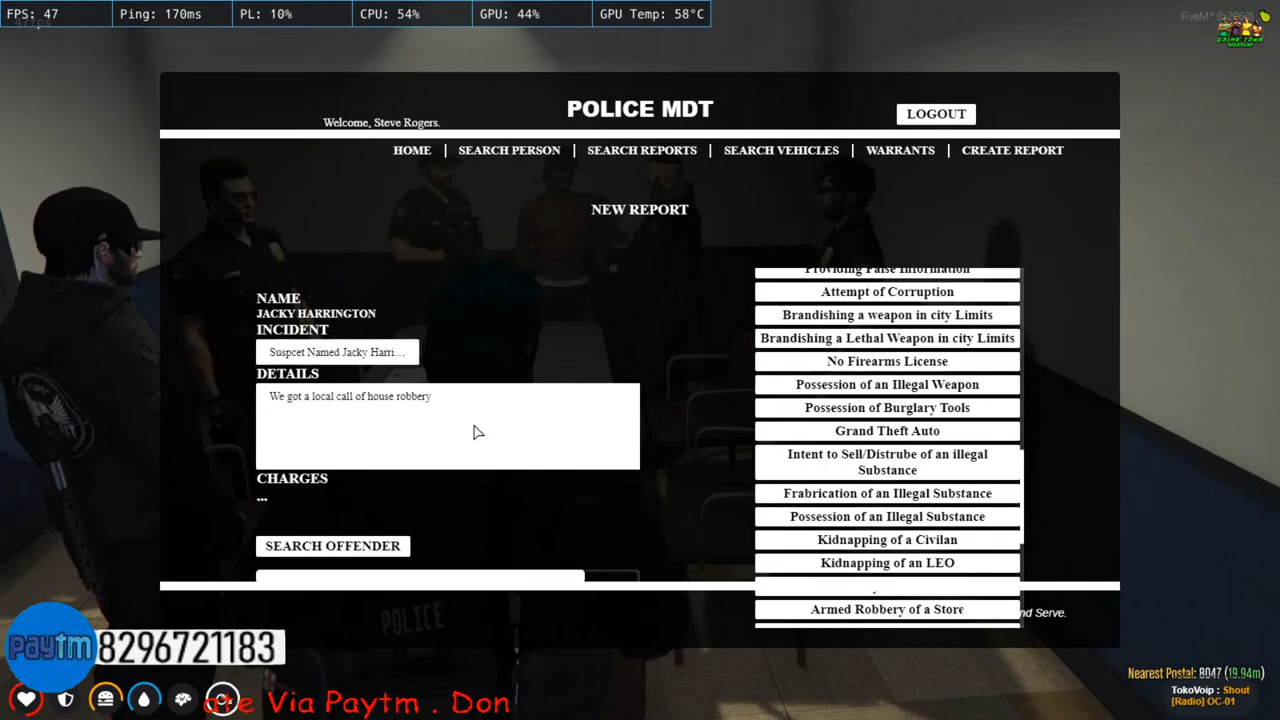 FPS: 47
Ping: 170ms
PL: 10%
CPU: 54%
GPU: 44%
GPU Temp: 58°C
POLICE MDT
Welcome, Steve Rogers.
LOGOUT
HOME
SEARCH PERSON
SEARCH REPORTS
SEARCH VEHICLES
WARRANTS
CREATE REPORT
NEW REPORT
NAME
JACKY HARRINGTON
INCIDENT
Suspcet Named Jacky Harri...
DETAILS
We got a local call of house robbery
CHARGES
...
SEARCH OFFENDER
Providing False Information
Attempt of Corruption
Brandishing a weapon in city Limits
Brandishing a Lethal Weapon in city Limits
No Firearms License
Possession of an Illegal Weapon
Possession of Burglary Tools
Grand Theft Auto
Intent to Sell/Distrube of an illegal
Substance
Frabrication of an Illegal Substance
Possession of an Illegal Substance
Kidnapping of a Civilan
Kidnapping of an LEO
Armed Robbery of a Store
nd Serve.
POLICE
paytm
8296721183
ate Via Paytm . Don
Nearest Postal: 8047 (19.94m)
TokoVoip : Shout
[Radio] OC-01